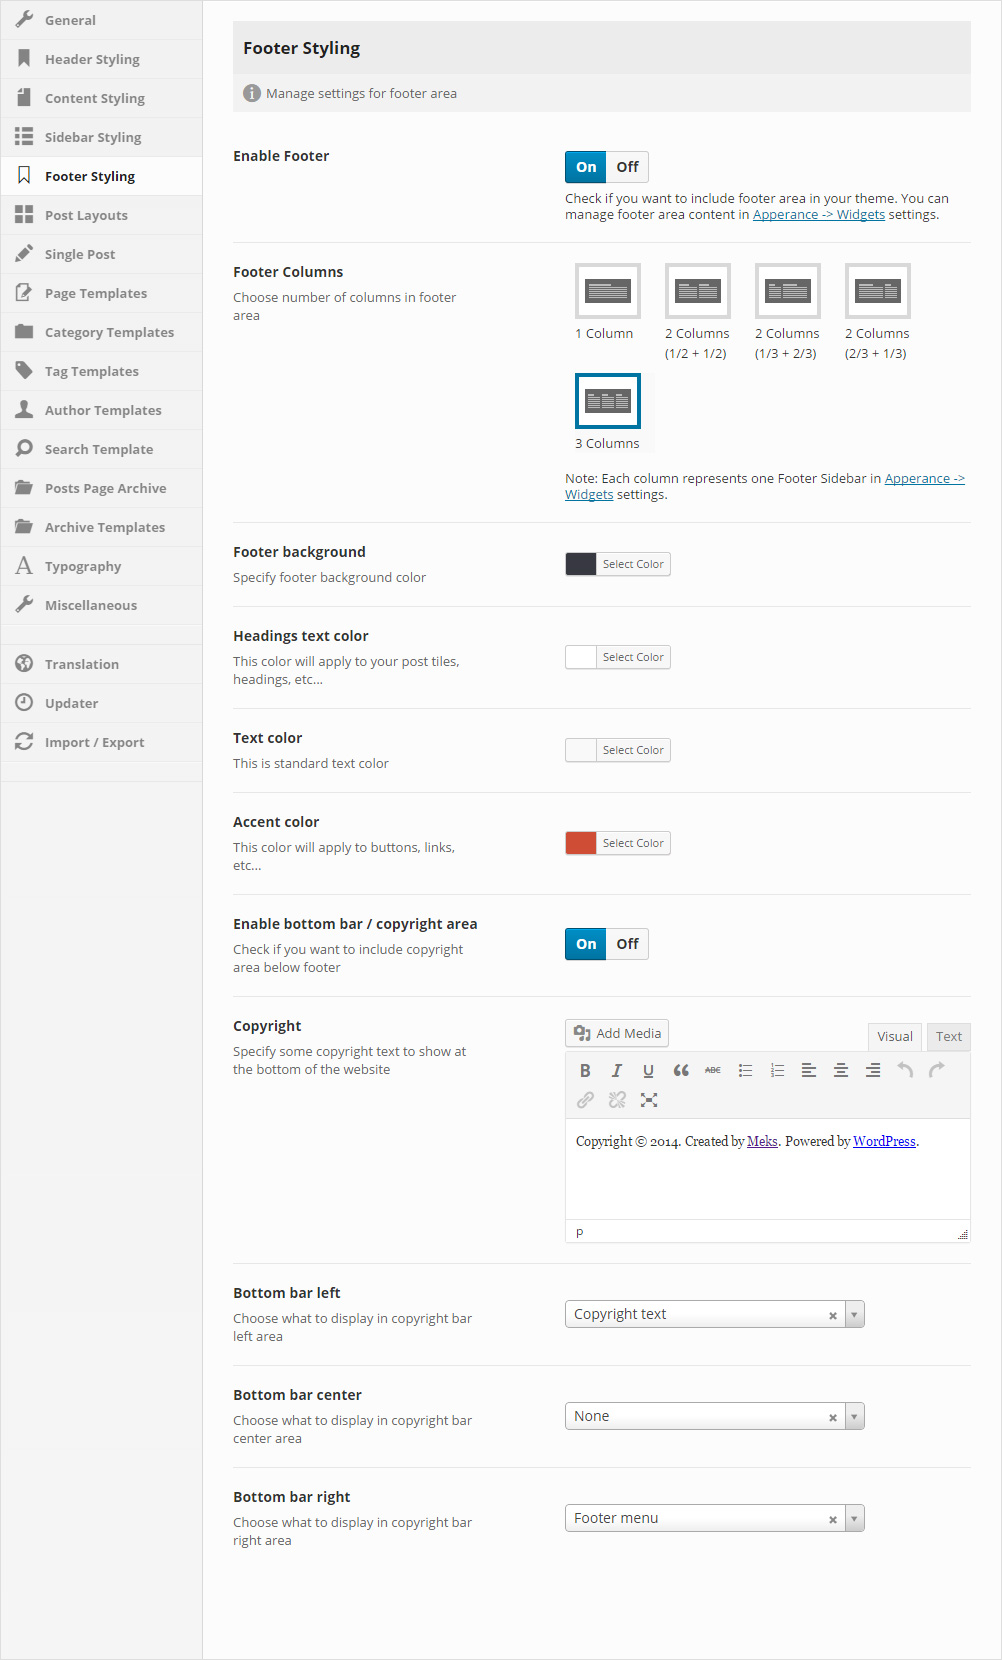 General
Header Styling
Content Styling
Sidebar Styling
Footer Styling
Post Layouts
Single Post
Page Templates
Category Templates
Tag Templates
Author Templates
Search Template
Posts Page Archive
Archive Templates
Typography
Miscellaneous
Translation
Updater
Import / Export
Footer Styling
Manage settings for footer area
Enable Footer
On Off
Check if you want to include footer area in your theme. You can
manage footer area content in Apperance -> Widgets settings.
Footer Columns
Choose number of columns in footer
area
1 Column
2 Columns
(1/2 + 1/2)
2 Columns
(1/3 + 2/3)
2 Columns
(2/3 + 1/3)
3 Columns
Note: Each column represents one Footer Sidebar in Apperance ->
Widgets settings.
Footer background
Specify footer background color
Select Color
Headings text color
This color will apply to your post tiles,
headings, etc...
Select Color
Text color
This is standard text color
Select Color
Accent color
This color will apply to buttons, links,
etc...
Select Color
Enable bottom bar / copyright area
Check if you want to include copyright
area below footer
On Off
Copyright
Specify some copyright text to show at
the bottom of the website
Add Media
Visual Text
B I U ABC
Copyright © 2014. Created by Meks. Powered by WordPress.
p
Bottom bar left
Choose what to display in copyright bar
left area
Copyright text
Bottom bar center
Choose what to display in copyright bar
center area
None
Bottom bar right
Choose what to display in copyright bar
right area
Footer menu